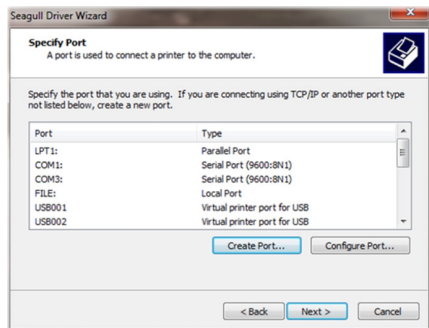 Seagull Driver Wizard
Specify Port
A port is used to connect a printer to the computer.
Specify the port that you are using. If you are connecting using TCP/IP or another port type
not listed below, create a new port.
Port Type
LPT1: Parallel Port
COM1: Serial Port (9600:8N1)
COM3: Serial Port (9600:8N1)
FILE: Local Port
USB001 Virtual printer port for USB
USB002 Virtual printer port for USB
Create Port... Configure Port...
< Back Next > Cancel